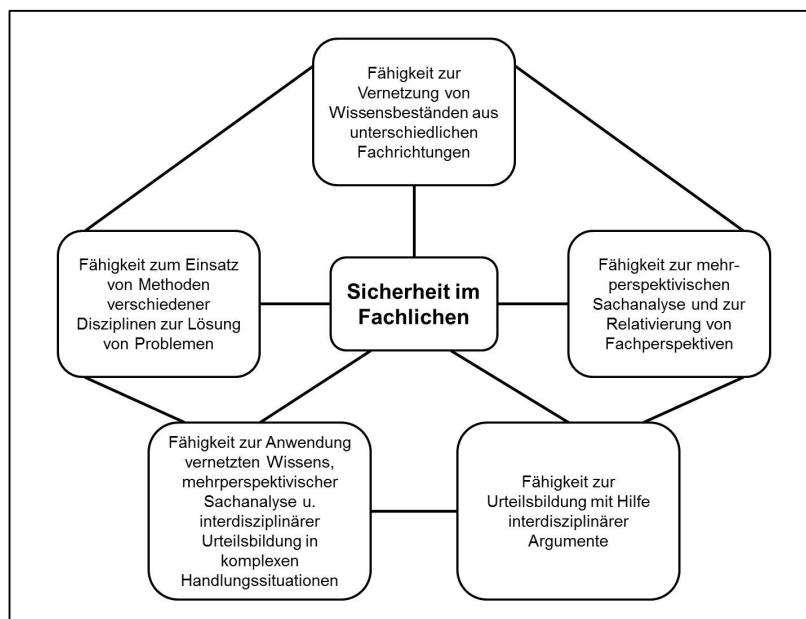 Fähigkeit zur
Vernetzung von
Wissensbeständen aus
unterschiedlichen
Fachrichtungen
Fähigkeit zum Einsatz
von Methoden
verschiedener
Disziplinen zur Lösung
von Problemen
Sicherheit im
Fachlichen
Fähigkeit zur mehr-
perspektivischen
Sachanalyse und zur
Relativierung von
Fachperspektiven
Fähigkeit zur Anwendung
vernetzten Wissens,
mehrperspektivischer
Sachanalyse u.
interdisziplinärer
Urteilsbildung in
komplexen
Handlungssituationen
Fähigkeit zur
Urteilsbildung mit Hilfe
interdisziplinärer
Argumente